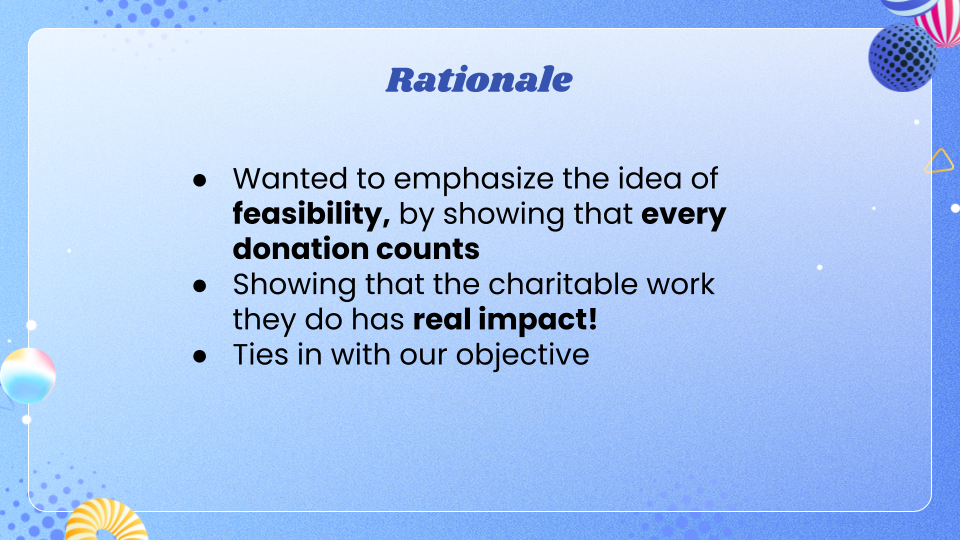 Rationale
● Wanted to emphasize the idea of
feasibility, by showing that every
donation counts
● Showing that the charitable work
they do has real impact!
● Ties in with our objective